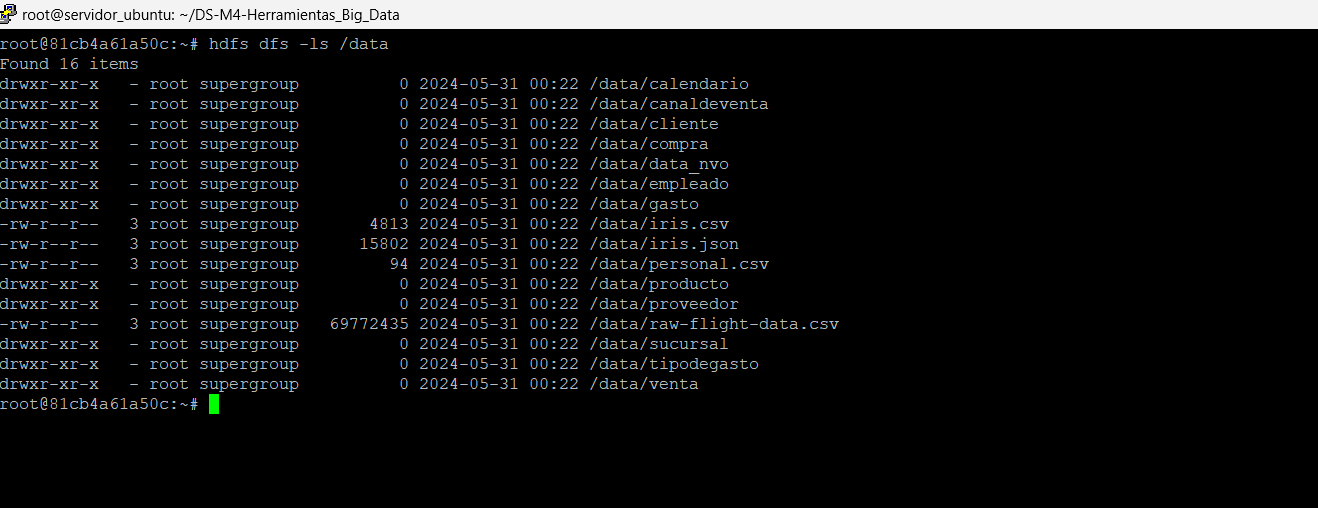 root@servidor_ubuntu: ~/DS-M4-Herramientas_Big_Data
root@81cb4a61a50c:~# hdfs dfs -ls /data
Found 16 items
drwxr-xr-x   - root supergroup          0 2024-05-31 00:22 /data/calendario
drwxr-xr-x   - root supergroup          0 2024-05-31 00:22 /data/canaldeventa
drwxr-xr-x   - root supergroup          0 2024-05-31 00:22 /data/cliente
drwxr-xr-x   - root supergroup          0 2024-05-31 00:22 /data/compra
drwxr-xr-x   - root supergroup          0 2024-05-31 00:22 /data/data_nvo
drwxr-xr-x   - root supergroup          0 2024-05-31 00:22 /data/empleado
drwxr-xr-x   - root supergroup          0 2024-05-31 00:22 /data/gasto
-rw-r--r--   3 root supergroup       4813 2024-05-31 00:22 /data/iris.csv
-rw-r--r--   3 root supergroup      15802 2024-05-31 00:22 /data/iris.json
-rw-r--r--   3 root supergroup         94 2024-05-31 00:22 /data/personal.csv
drwxr-xr-x   - root supergroup          0 2024-05-31 00:22 /data/producto
drwxr-xr-x   - root supergroup          0 2024-05-31 00:22 /data/proveedor
-rw-r--r--   3 root supergroup   69772435 2024-05-31 00:22 /data/raw-flight-data.csv
drwxr-xr-x   - root supergroup          0 2024-05-31 00:22 /data/sucursal
drwxr-xr-x   - root supergroup          0 2024-05-31 00:22 /data/tipodegasto
drwxr-xr-x   - root supergroup          0 2024-05-31 00:22 /data/venta
root@81cb4a61a50c:~#